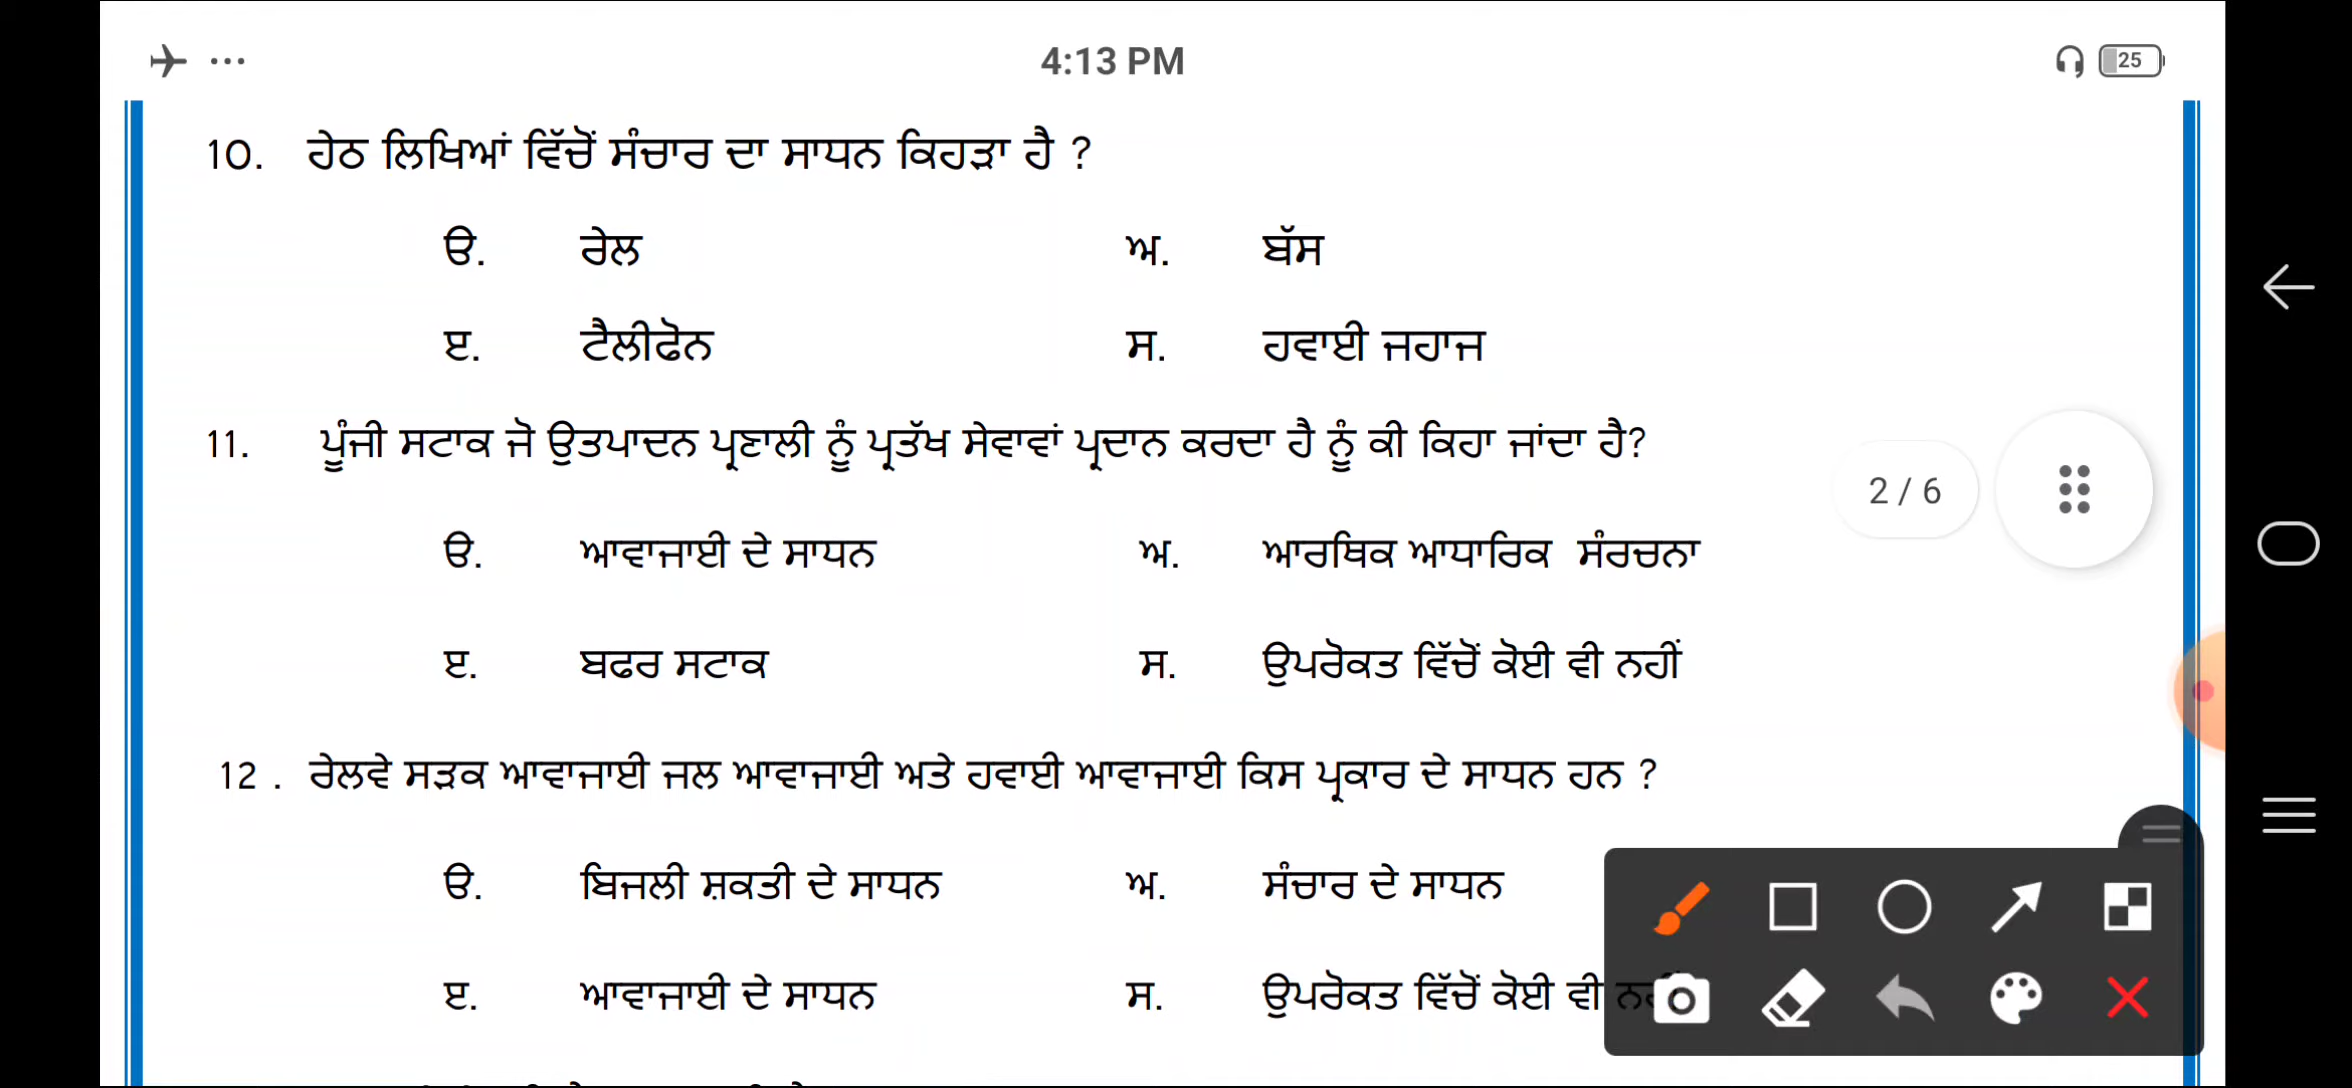 4:13 PM 25
10. ਹੇਠ ਲਿਖਿਆਂ ਵਿੱਚੋਂ ਸੰਚਾਰ ਦਾ ਸਾਧਨ ਕਿਹੜਾ ਹੈ ?
ੳ. ਰੇਲ ਅ. ਬੱਸ
ੲ. ਟੈਲੀਫੋਨ ਸ. ਹਵਾਈ ਜਹਾਜ
11. ਪੂੰਜੀ ਸਟਾਕ ਜੋ ਉਤਪਾਦਨ ਪ੍ਰਣਾਲੀ ਨੂੰ ਪ੍ਰਤੱਖ ਸੇਵਾਵਾਂ ਪ੍ਰਦਾਨ ਕਰਦਾ ਹੈ ਨੂੰ ਕੀ ਕਿਹਾ ਜਾਂਦਾ ਹੈ?
2 / 6
ੳ. ਆਵਾਜਾਈ ਦੇ ਸਾਧਨ ਅ. ਆਰਥਿਕ ਆਧਾਰਿਕ ਸੰਰਚਨਾ
ੲ. ਬਫਰ ਸਟਾਕ ਸ. ਉਪਰੋਕਤ ਵਿੱਚੋਂ ਕੋਈ ਵੀ ਨਹੀਂ
12 . ਰੇਲਵੇ ਸੜਕ ਆਵਾਜਾਈ ਜਲ ਆਵਾਜਾਈ ਅਤੇ ਹਵਾਈ ਆਵਾਜਾਈ ਕਿਸ ਪ੍ਰਕਾਰ ਦੇ ਸਾਧਨ ਹਨ ?
ੳ. ਬਿਜਲੀ ਸ਼ਕਤੀ ਦੇ ਸਾਧਨ ਅ. ਸੰਚਾਰ ਦੇ ਸਾਧਨ
ੲ. ਆਵਾਜਾਈ ਦੇ ਸਾਧਨ ਸ. ਉਪਰੋਕਤ ਵਿੱਚੋਂ ਕੋਈ ਵੀ